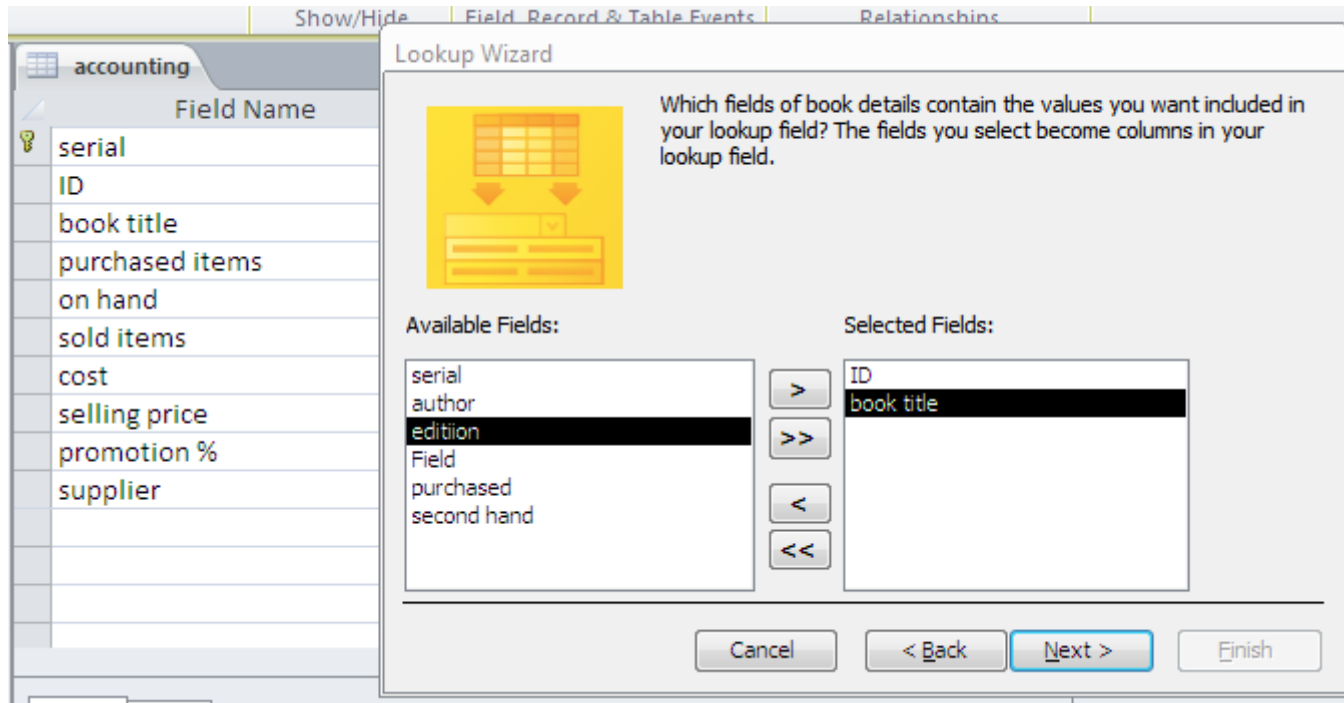 Show/Hide Field, Record & Table Events Relationships
accounting
Field Name
serial
ID
book title
purchased items
on hand
sold items
cost
selling price
promotion %
supplier
Lookup Wizard
Which fields of book details contain the values you want included in
your lookup field? The fields you select become columns in your
lookup field.
Available Fields:
serial
author
editiion
Field
purchased
second hand
>
>>
<
<<
Selected Fields:
ID
book title
Cancel
< Back
Next >
Finish